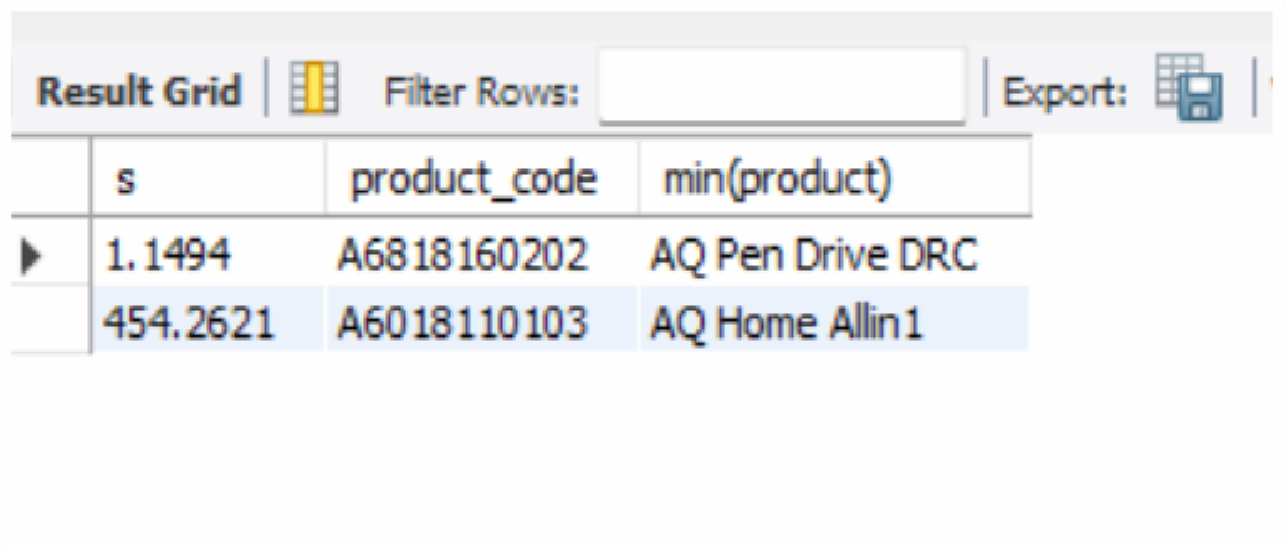 Result Grid Filter Rows: Export:
s product_code min(product)
1.1494 A6818160202 AQ Pen Drive DRC
454.2621 A6018110103 AQ Home Allin1